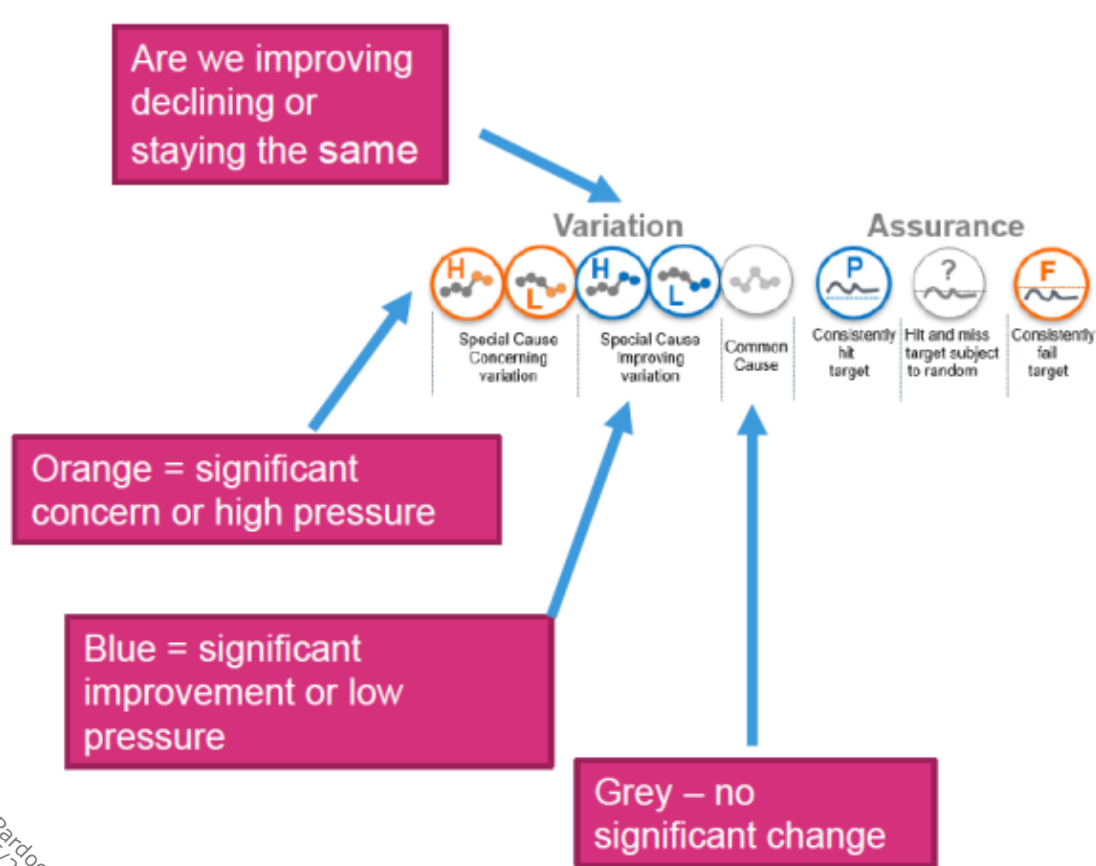 Are we improving
declining or
staying the same
Variation
Assurance
H
L
H
L
P
?
F
Special Cause
Concerning
variation
Special Cause
Improving
variation
Common
Cause
Consistently
hit
target
Hit and miss
target subject
to random
Consistently
fail
target
Orange = significant
concern or high pressure
Blue = significant
improvement or low
pressure
Grey – no
significant change